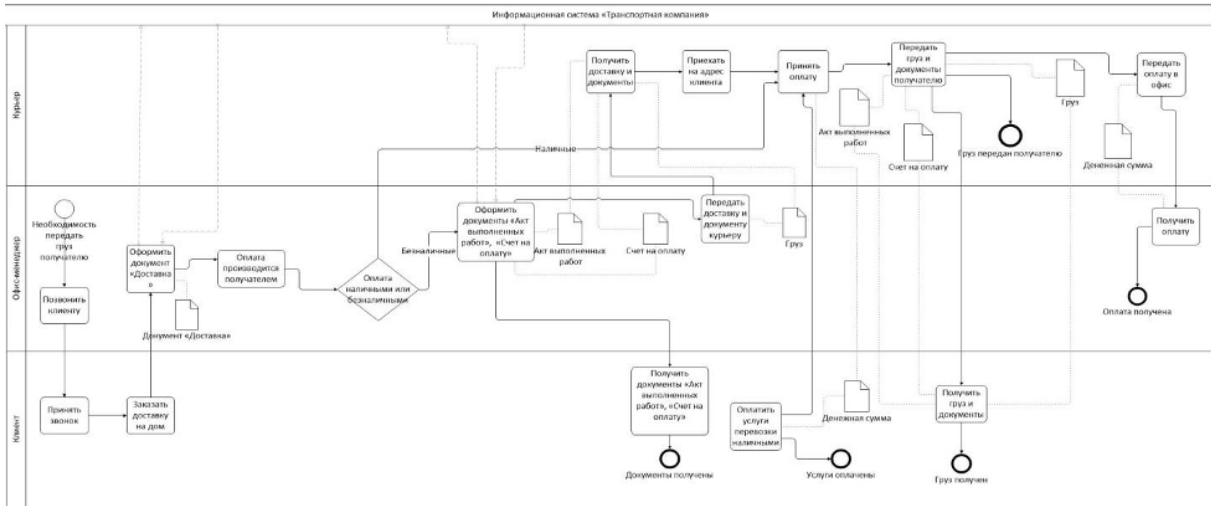 Информационная система «Транспортная компания»
Курьер
Получить
доставку и
документы
Приехать
на адрес
клиента
Принять
оплату
Передать
груз и
документы
получателю
Передать
оплату в
офис
Груз
Акт выполненных
работ
Счет на оплату
Груз передан получателю
Дененная сумма
Наличные
Офис-менеджер
Необходимость
передать
груз
получателю
Позвонить
клиенту
Оформить
документ
«Доставка
»
Документ «Доставка»
Оплата
производится
получателем
Оплата
наличными или
безналичными
Безналичные
Оформить
документы «Акт
выполненных
работ», «Счет на
оплату»
Акт выполненных
работ
Счет на оплату
Передать
доставку и
документу
курьеру
Груз
Получить
оплату
Оплата получена
Клиент
Принять
звонок
Заказать
доставку
на дом
Получить
документы «Акт
выполненных
работ», «Счет на
оплату»
Документы получены
Оплатить
услуги
перевозки
наличными
Денежная сумма
Услуги оплачены
Получить
груз и
документы
Груз получен